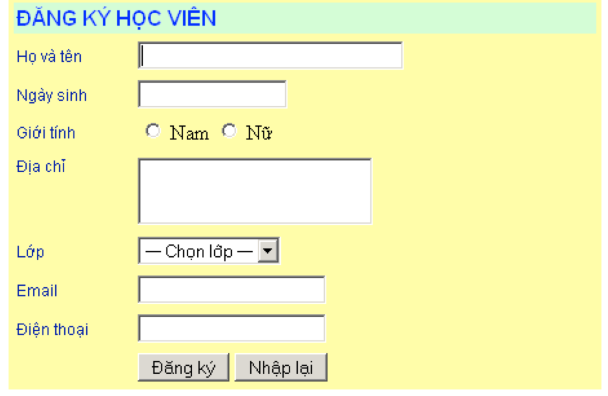 ĐĂNG KÝ HỌC VIÊN
Họ và tên
Ngày sinh
Giới tính Nam Nữ
Địa chỉ
Lớp — Chọn lớp —
Email
Điện thoại
Đăng ký Nhập lại